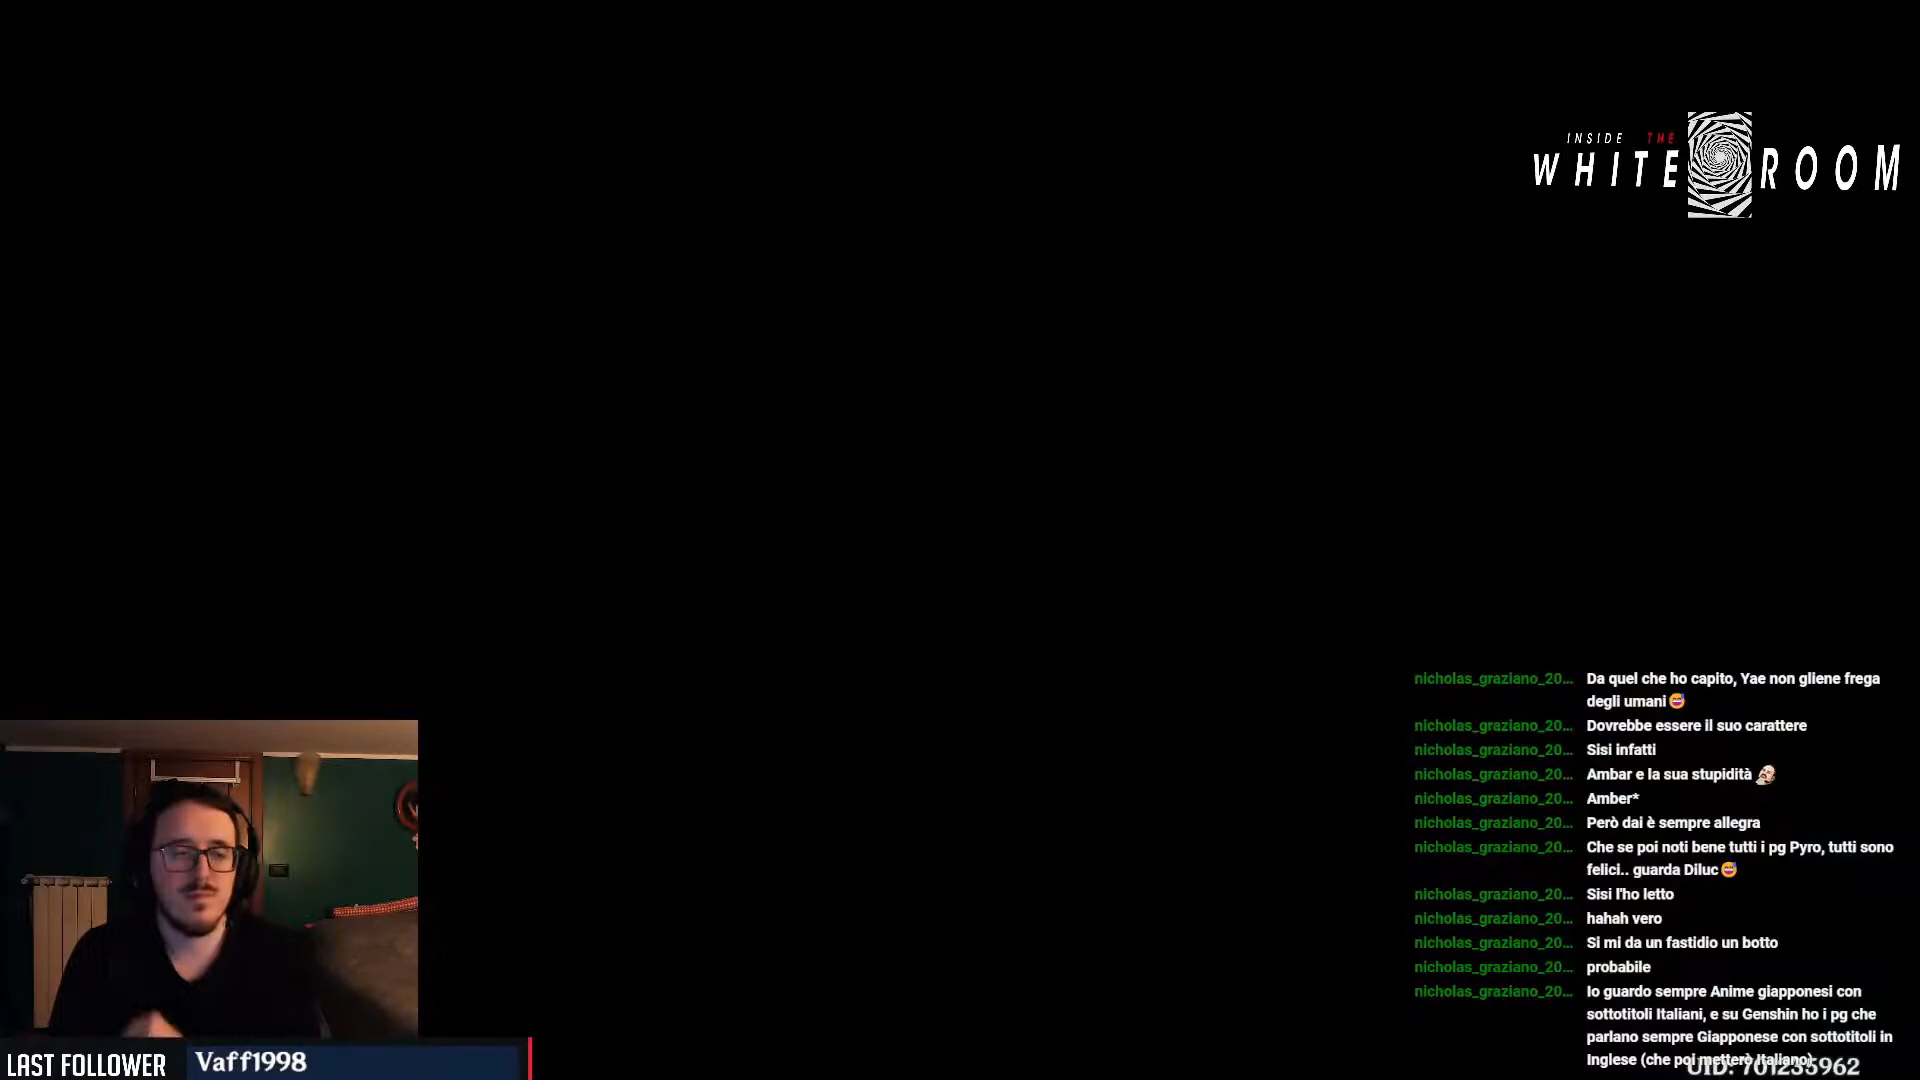 INSIDE THE
WHITE ROOM
nicholas_graziano_20... Da quel che ho capito, Yae non gliene frega
degli umani😅
nicholas_graziano_20... Dovrebbe essere il suo carattere
nicholas_graziano_20... Sisi infatti
nicholas_graziano_20... Ambar e la sua stupidità
nicholas_graziano_20... Amber*
nicholas_graziano_20... Però dai è sempre allegra
nicholas_graziano_20... Che se poi noti bene tutti i pg Pyro, tutti sono
felici.. guarda Diluc😅
nicholas_graziano_20... Sisi l'ho letto
nicholas_graziano_20... hahah vero
nicholas_graziano_20... Si mi da un fastidio un botto
nicholas_graziano_20... probabile
nicholas_graziano_20... Io guardo sempre Anime giapponesi con
sottotitoli Italiani, e su Genshin ho i pg che
parlano sempre Giapponese con sottotitoli in
Inglese (che poi metterò Italiano)
UID: 701235962
LAST FOLLOWER Vaff1998